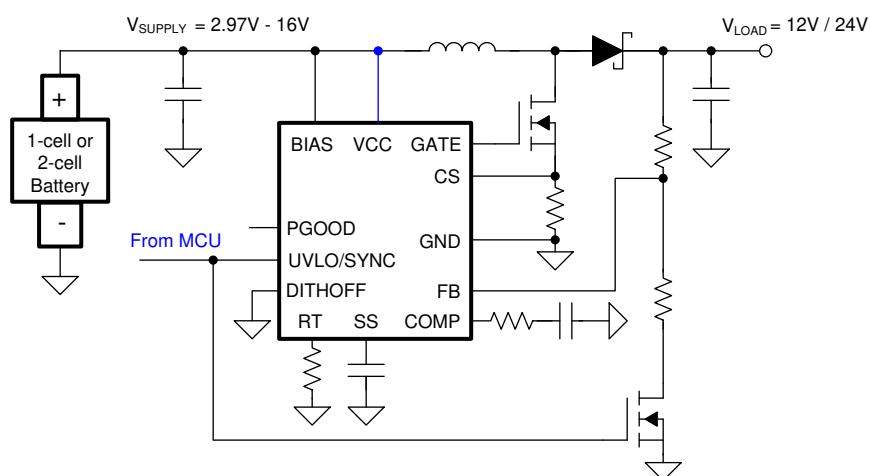 VSUPPLY = 2.97V - 16V
VLOAD = 12V / 24V
+
1-cell or
2-cell
Battery
-
BIAS VCC GATE
CS
PGOOD
GND
From MCU
UVLO/SYNC
DITHOFF
FB
RT SS COMP